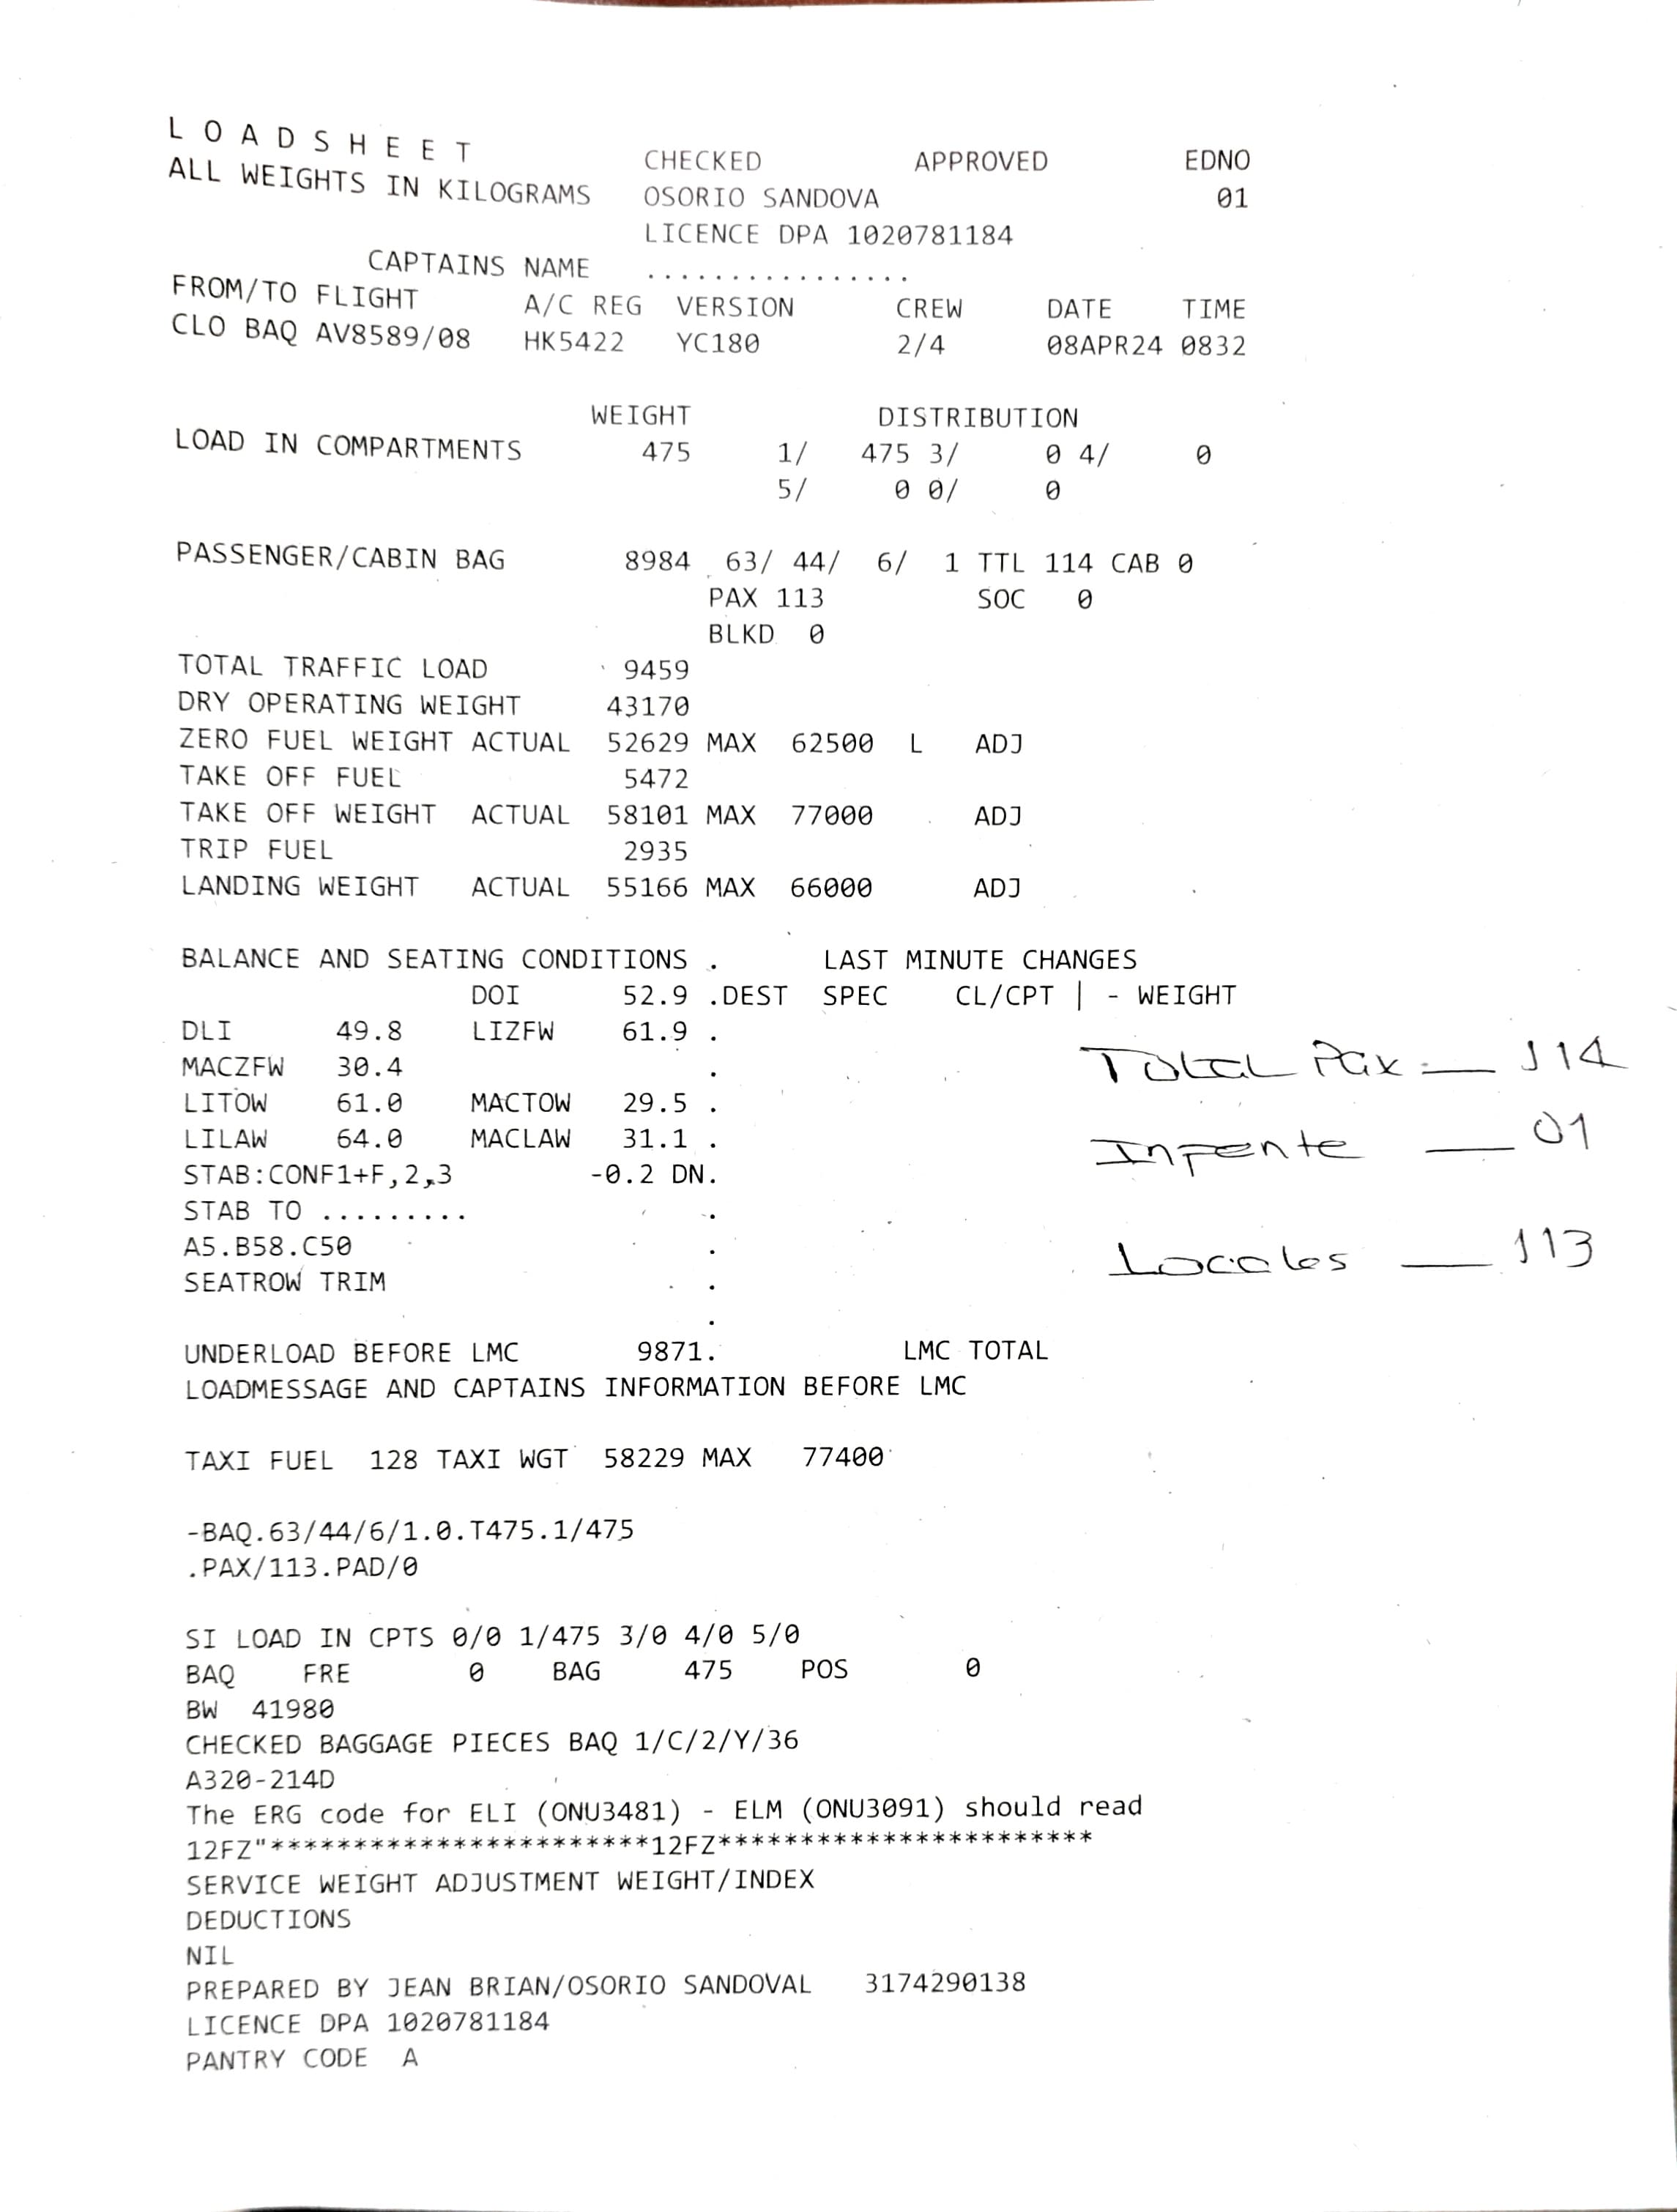 L O A D S H E E T CHECKED APPROVED EDNO
ALL WEIGHTS IN KILOGRAMS OSORIO SANDOVA 01
LICENCE DPA 1020781184
CAPTAINS NAME ................
FROM/TO FLIGHT A/C REG VERSION CREW DATE TIME
CLO BAQ AV8589/08 HK5422 YC180 2/4 08APR24 0832
WEIGHT DISTRIBUTION
LOAD IN COMPARTMENTS 475 1/ 475 3/ 0 4/ 0
5/ 0 0/ 0
PASSENGER/CABIN BAG 8984 63/ 44/ 6/ 1 TTL 114 CAB 0
PAX 113 SOC 0
BLKD 0
TOTAL TRAFFIC LOAD 9459
DRY OPERATING WEIGHT 43170
ZERO FUEL WEIGHT ACTUAL 52629 MAX 62500 L ADJ
TAKE OFF FUEL 5472
TAKE OFF WEIGHT ACTUAL 58101 MAX 77000 ADJ
TRIP FUEL 2935
LANDING WEIGHT ACTUAL 55166 MAX 66000 ADJ
BALANCE AND SEATING CONDITIONS . LAST MINUTE CHANGES
DOI 52.9 .DEST SPEC CL/CPT | - WEIGHT
DLI 49.8 LIZFW 61.9 .
MACZFW 30.4 . Total Pax — 114
LITOW 61.0 MACTOW 29.5 .
LILAW 64.0 MACLAW 31.1 . Infente — 01
STAB:CONF1+F,2,3 -0.2 DN.
STAB TO ......... .
A5.B58.C50 . Locales — 113
SEATROW TRIM .
.
UNDERLOAD BEFORE LMC 9871. LMC TOTAL
LOADMESSAGE AND CAPTAINS INFORMATION BEFORE LMC
TAXI FUEL 128 TAXI WGT 58229 MAX 77400
-BAQ.63/44/6/1.0.T475.1/475
.PAX/113.PAD/0
SI LOAD IN CPTS 0/0 1/475 3/0 4/0 5/0
BAQ FRE 0 BAG 475 POS 0
BW 41980
CHECKED BAGGAGE PIECES BAQ 1/C/2/Y/36
A320-214D
The ERG code for ELI (ONU3481) - ELM (ONU3091) should read
12FZ"************************12FZ***********************
SERVICE WEIGHT ADJUSTMENT WEIGHT/INDEX
DEDUCTIONS
NIL
PREPARED BY JEAN BRIAN/OSORIO SANDOVAL 3174290138
LICENCE DPA 1020781184
PANTRY CODE A